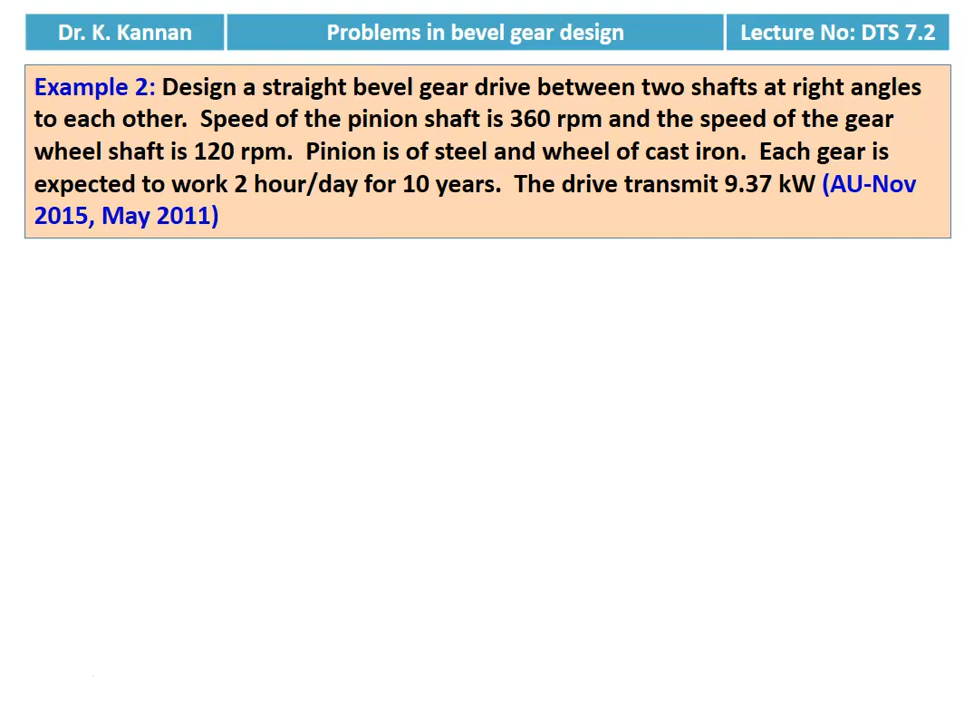 Dr. K. Kannan
Problems in bevel gear design
Lecture No: DTS 7.2
Example 2: Design a straight bevel gear drive between two shafts at right angles
to each other. Speed of the pinion shaft is 360 rpm and the speed of the gear
wheel shaft is 120 rpm. Pinion is of steel and wheel of cast iron. Each gear is
expected to work 2 hour/day for 10 years. The drive transmit 9.37 kW (AU-Nov
2015, May 2011)